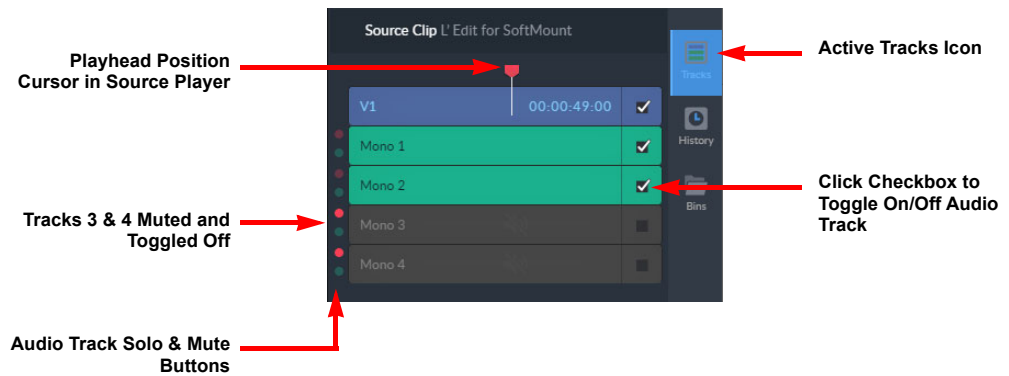 Source Clip L' Edit for SoftMount
Playhead Position
Cursor in Source Player
Active Tracks Icon
Tracks
V1 00:00:49:00
History
Mono 1
Mono 2
Bins
Click Checkbox to
Toggle On/Off Audio
Track
Tracks 3 & 4 Muted and
Toggled Off
Mono 3
Mono 4
Audio Track Solo & Mute
Buttons